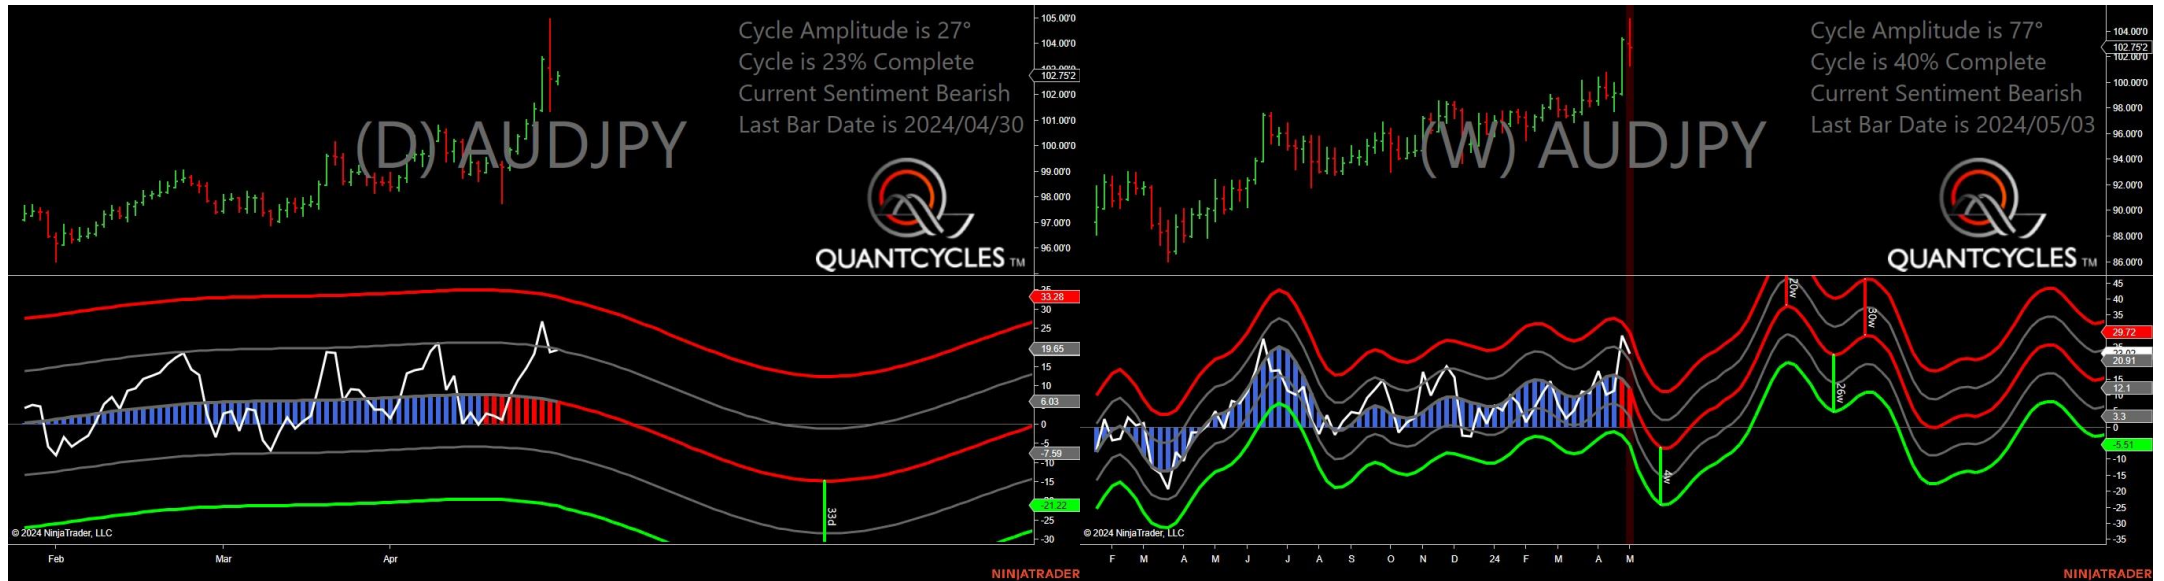 Cycle Amplitude is 27°
Cycle is 23% Complete
Current Sentiment Bearish
Last Bar Date is 2024/04/30
(D) AUDJPY
QUANTCYCLES TM
105.00'0
104.00'0
102.75'2
102.00'0
101.00'0
100.00'0
99.00'0
98.00'0
97.00'0
96.00'0
33.28
30
25
19.65
15
10
6.03
0
-5
-7.59
-10
-15
-21.22
-25
-30
33d
© 2024 NinjaTrader, LLC
Feb Mar Apr
NINJATRADER
Cycle Amplitude is 77°
Cycle is 40% Complete
Current Sentiment Bearish
Last Bar Date is 2024/05/03
(W) AUDJPY
QUANTCYCLES TM
104.00'0
102.75'2
102.00'0
100.00'0
98.00'0
96.00'0
94.00'0
92.00'0
90.00'0
88.00'0
86.00'0
45
40
35
29.72
20.91
15
12.1
10
3.3
0
-5.51
-10
-15
-20
-25
-30
-35
20w
30w
26w
4w
© 2024 NinjaTrader, LLC
F M A M J J A S O N D 24 F M A M
NINJATRADER